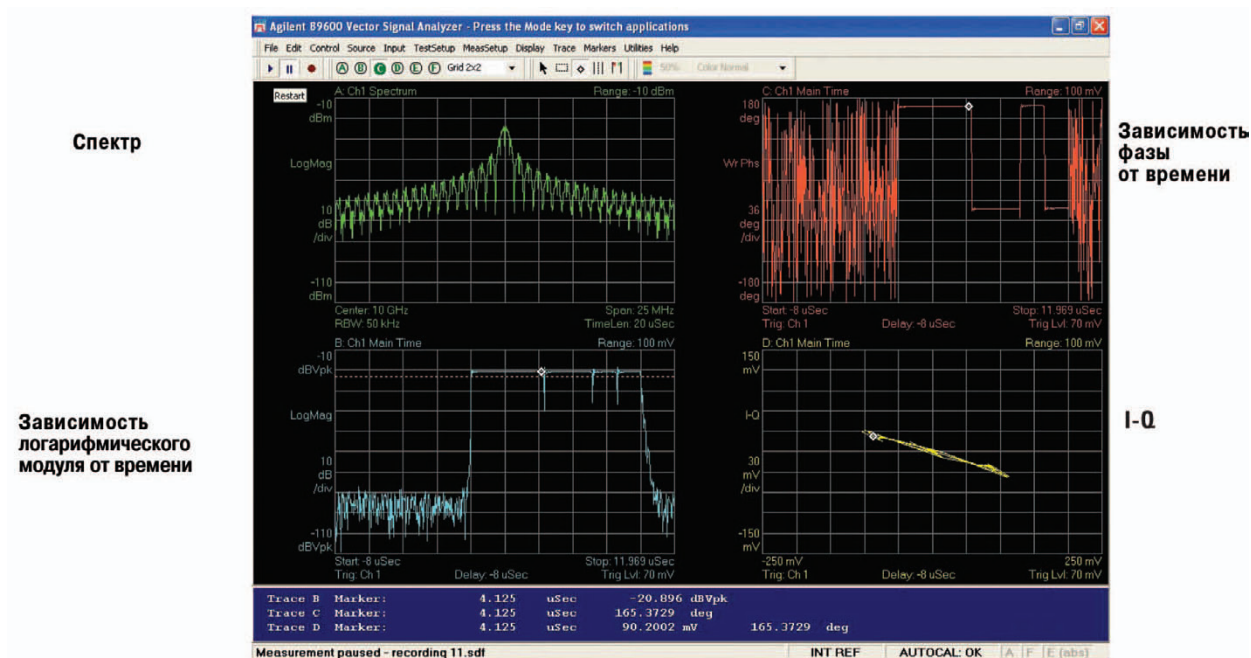 Agilent 89600 Vector Signal Analyzer - Press the Mode key to switch applications
File Edit Control Source Input TestSetup MeasSetup Display Trace Markers Utilities Help
A B C D E F Grid 2x2 50% Color Normal
Restart
Спектр
A: Ch1 Spectrum Range: -10 dBm
-10
dBm
LogMag
10
dB
/div
-110
dBm
Center: 10 GHz Span: 25 MHz
RBW: 50 kHz TimeLen: 20 uSec
C: Ch1 Main Time Range: 100 mV
180
deg
Wr Phs
36
deg
/div
-180
deg
Start: -8 uSec Stop: 11.969 uSec
Trig: Ch 1 Delay: -8 uSec Trig Lvl: 70 mV
Зависимость
фазы
от времени
Зависимость
логарифмического
модуля от времени
B: Ch1 Main Time Range: 100 mV
-10
dBVpk
LogMag
10
dB
/div
-110
dBVpk
Start: -8 uSec Stop: 11.969 uSec
Trig: Ch 1 Delay: -8 uSec Trig Lvl: 70 mV
D: Ch1 Main Time Range: 100 mV
150
mV
I-Q
30
mV
/div
-150
mV
-250 mV 250 mV
Trig: Ch 1 Delay: -8 uSec Trig Lvl: 70 mV
I-Q
Trace B Marker: 4.125 uSec -20.896 dBVpk
Trace C Marker: 4.125 uSec 165.3729 deg
Trace D Marker: 4.125 uSec 90.2002 mV 165.3729 deg
Measurement paused - recording 11.sdf INT REF AUTOCAL: OK A F E (abs)